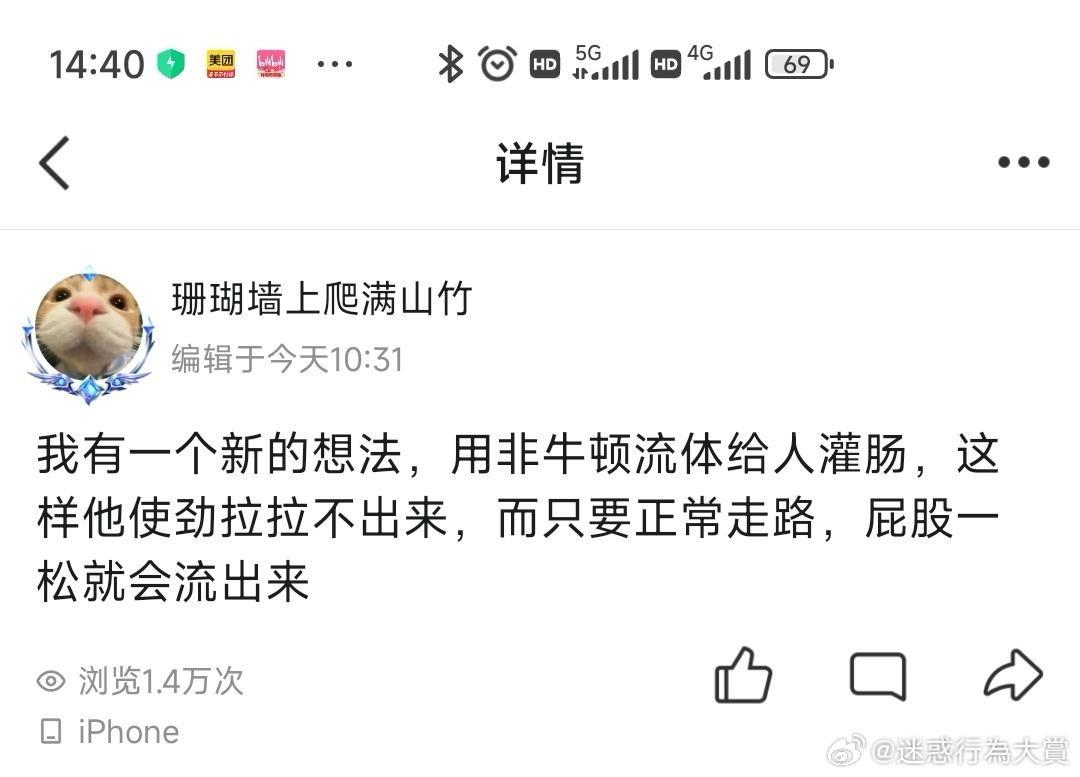 14:40 美团 bilibili ... HD 5G HD 4G 69
详情
珊瑚墙上爬满山竹
编辑于今天10:31
我有一个新的想法，用非牛顿流体给人灌肠，这
样他使劲拉拉不出来，而只要正常走路，屁股一
松就会流出来
浏览1.4万次
iPhone
@迷惑行為大賞